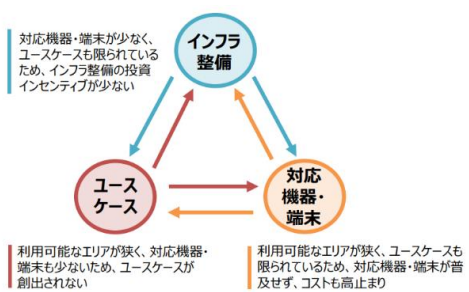 対応機器・端末が少なく、
ユースケースも限られている
ため、インフラ整備の投資
インセンティブが少ない
インフラ
整備
ユース
ケース
対応
機器・
端末
利用可能なエリアが狭く、対応機器・
端末も少ないため、ユースケースが
創出されない
利用可能なエリアが狭く、ユースケースも
限られているため、対応機器・端末が普
及せず、コストも高止まり